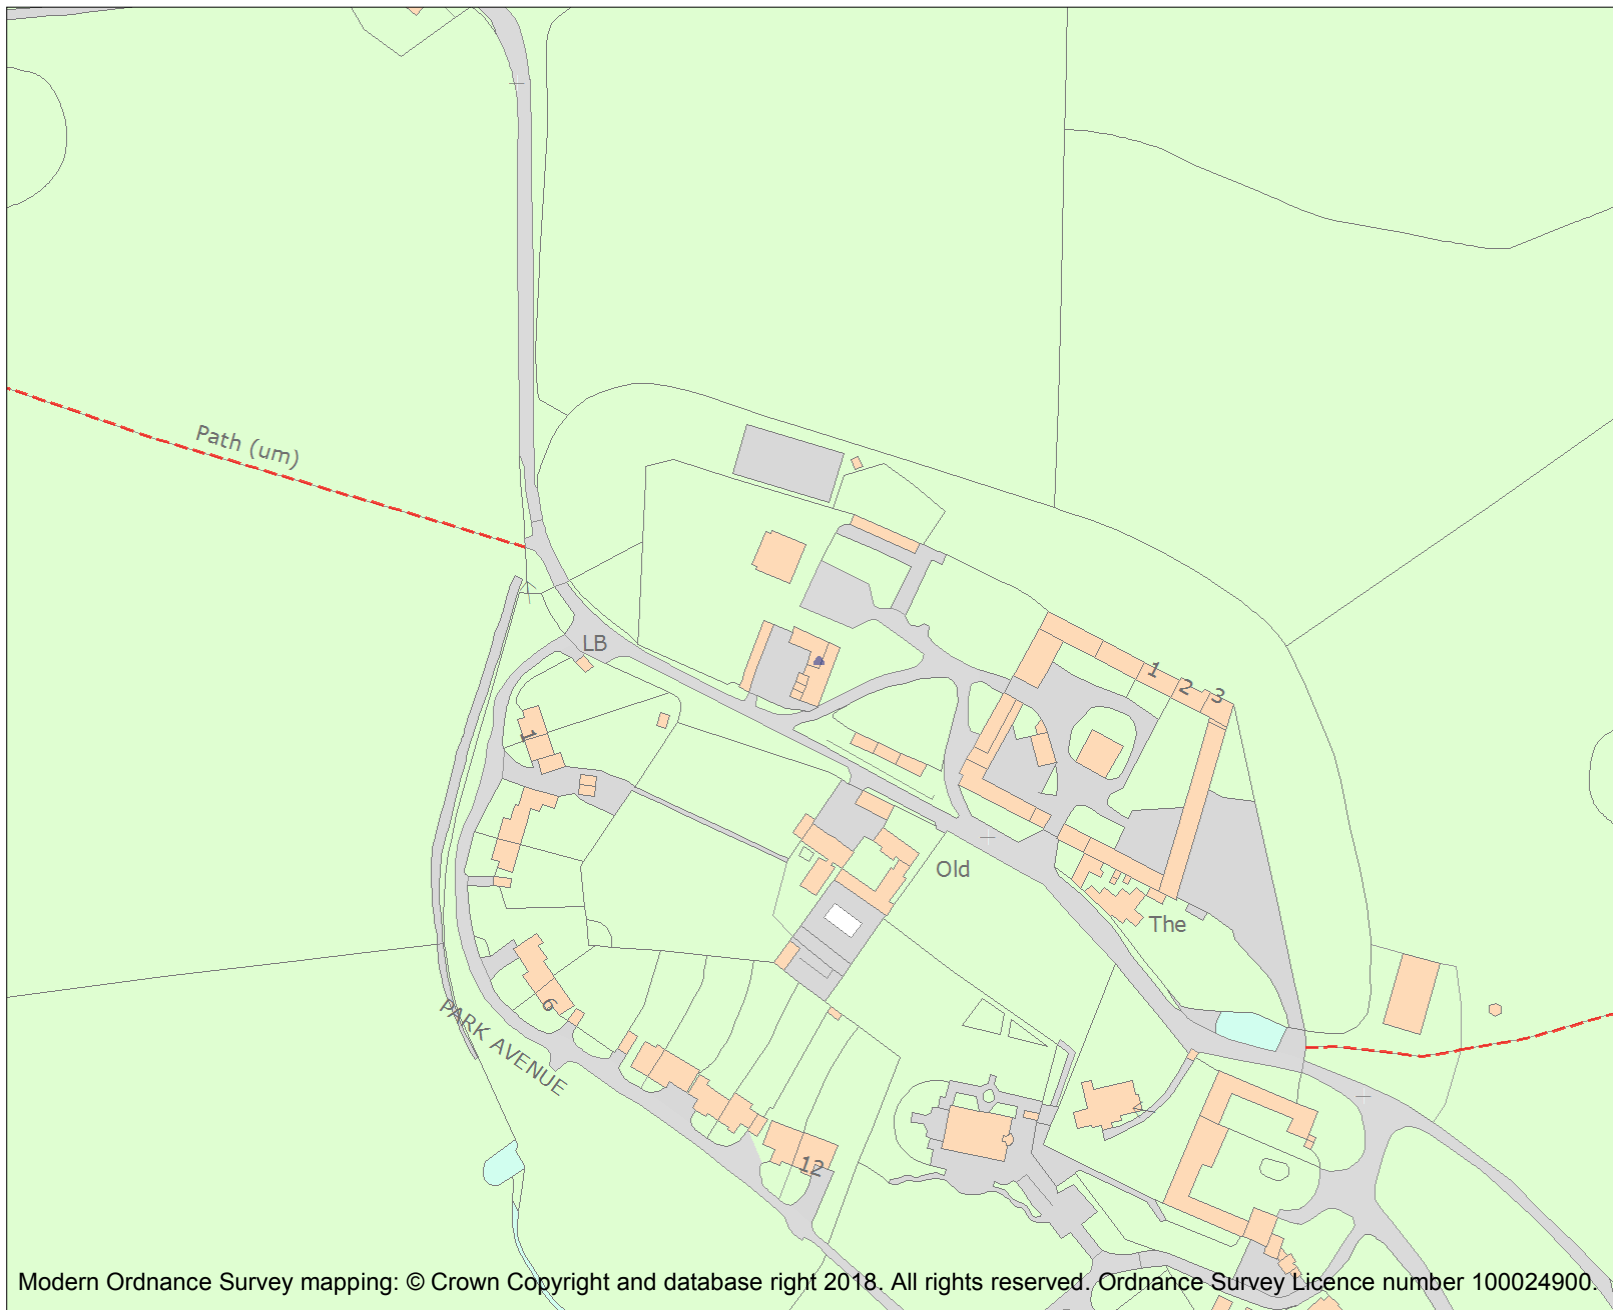 Path (um)
LB
1
2
3
1
Old
The
6
PARK AVENUE
12
Modern Ordnance Survey mapping: © Crown Copyright and database right 2018. All rights reserved. Ordnance Survey Licence number 100024900.